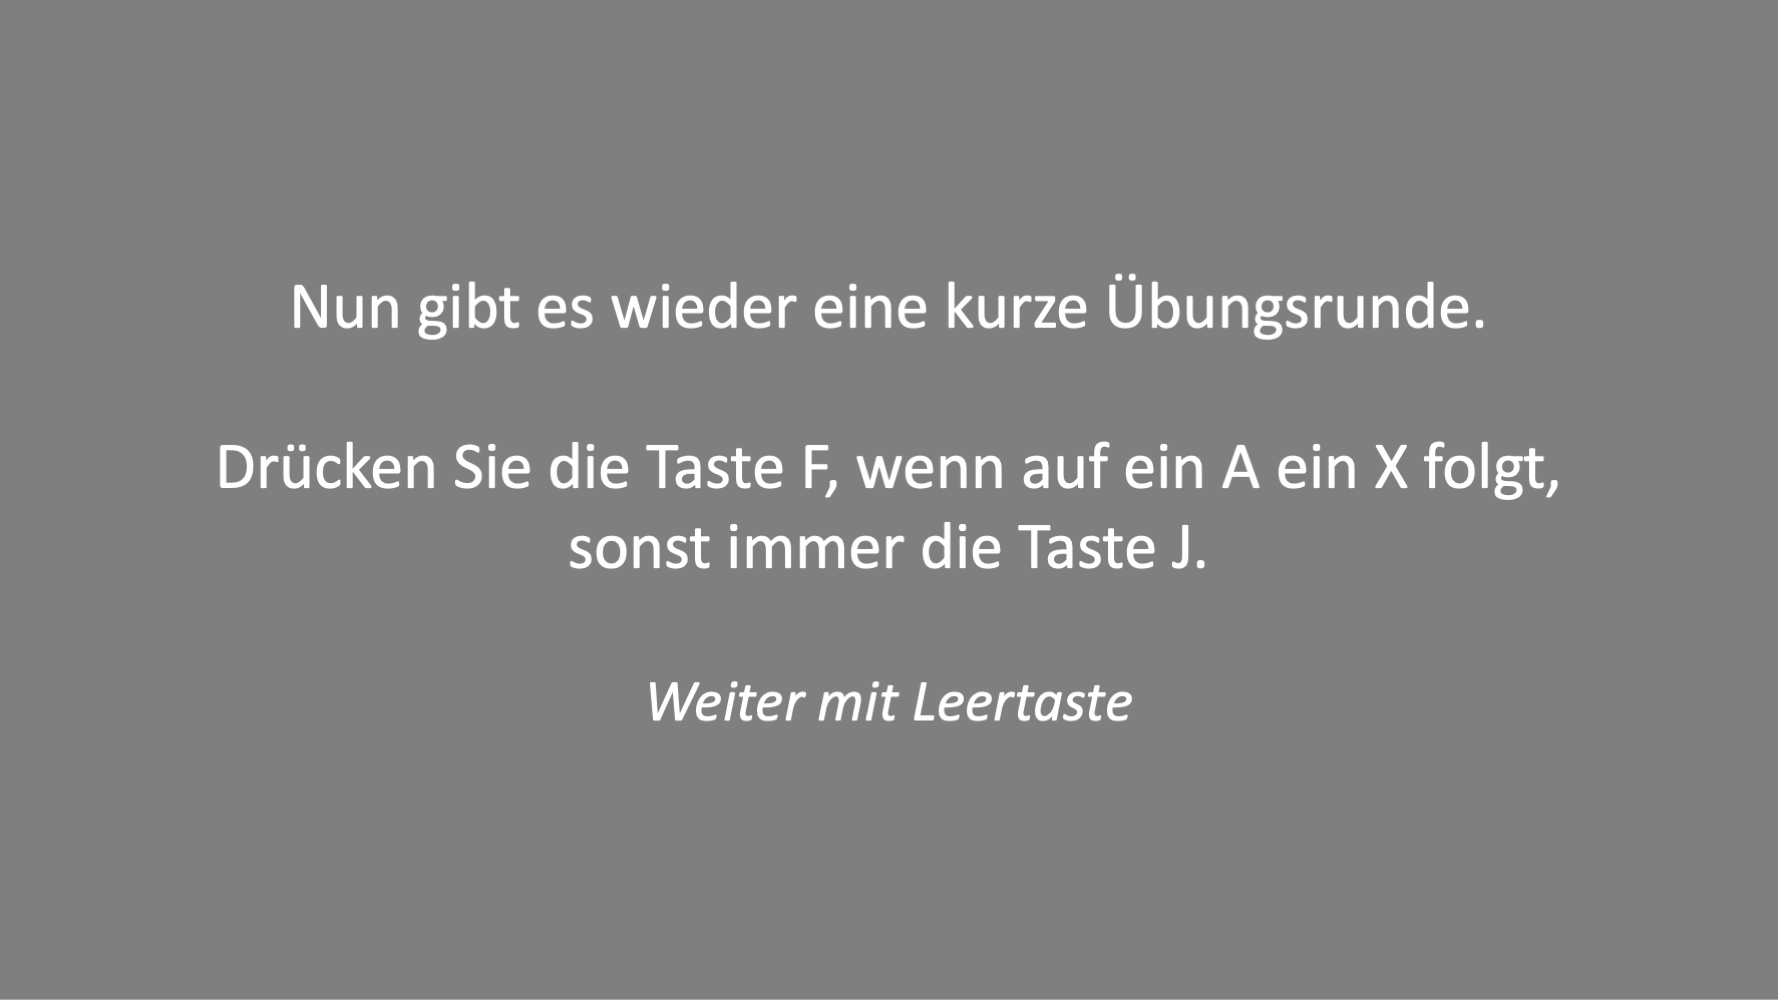 Nun gibt es wieder eine kurze Übungsrunde.
Drücken Sie die Taste F, wenn auf ein A ein X folgt,
sonst immer die Taste J.
Weiter mit Leertaste